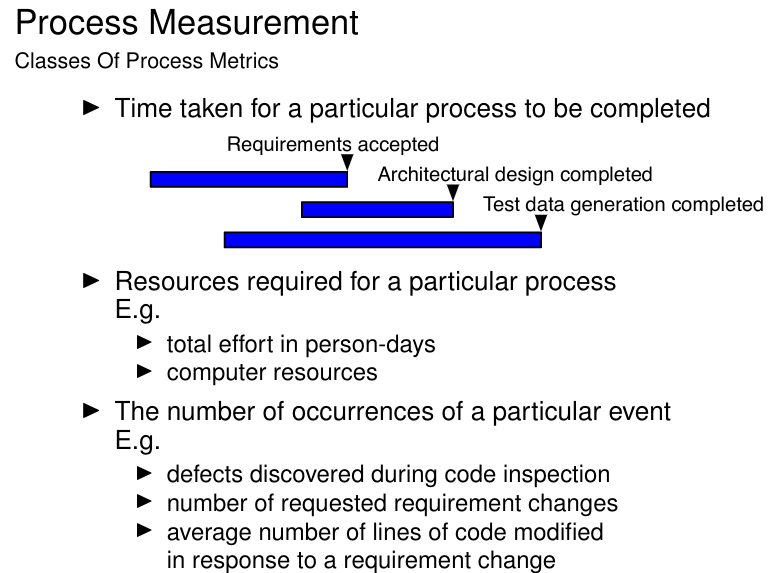 Process Measurement
Classes Of Process Metrics
Time taken for a particular process to be completed
Requirements accepted
Architectural design completed
Test data generation completed
Resources required for a particular process
E.g.
total effort in person-days
computer resources
The number of occurrences of a particular event
E.g.
defects discovered during code inspection
number of requested requirement changes
average number of lines of code modified
in response to a requirement change